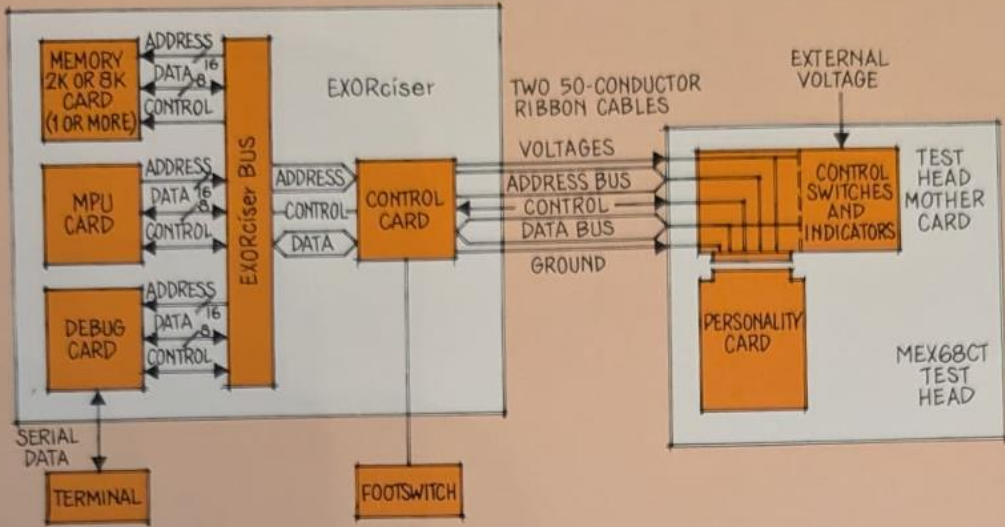 ADDRESS
16
MEMORY
2K OR 8K
CARD
(1 OR MORE)
DATA
8
CONTROL
EXORciser
TWO 50-CONDUCTOR
RIBBON CABLES
EXTERNAL
VOLTAGE
ADDRESS
16
MPU
CARD
DATA
8
CONTROL
EXORciser BUS
ADDRESS
CONTROL
DATA
CONTROL
CARD
VOLTAGES
ADDRESS BUS
CONTROL
DATA BUS
GROUND
CONTROL
SWITCHES
AND
INDICATORS
TEST
HEAD
MOTHER
CARD
ADDRESS
16
DEBUG
CARD
DATA
8
CONTROL
PERSONALITY
CARD
MEX68CT
TEST
HEAD
SERIAL
DATA
TERMINAL
FOOTSWITCH